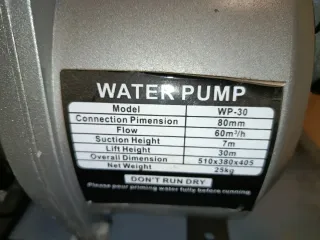 WATER PUMP
Model WP-30
Connection Pimension 80mm
Flow 60m³/h
Suction Height 7m
Lift Height 30m
Overall Dimension 510x380x405
Net Weight 25kg
DON'T RUN DRY
Please pour priming water fully before running